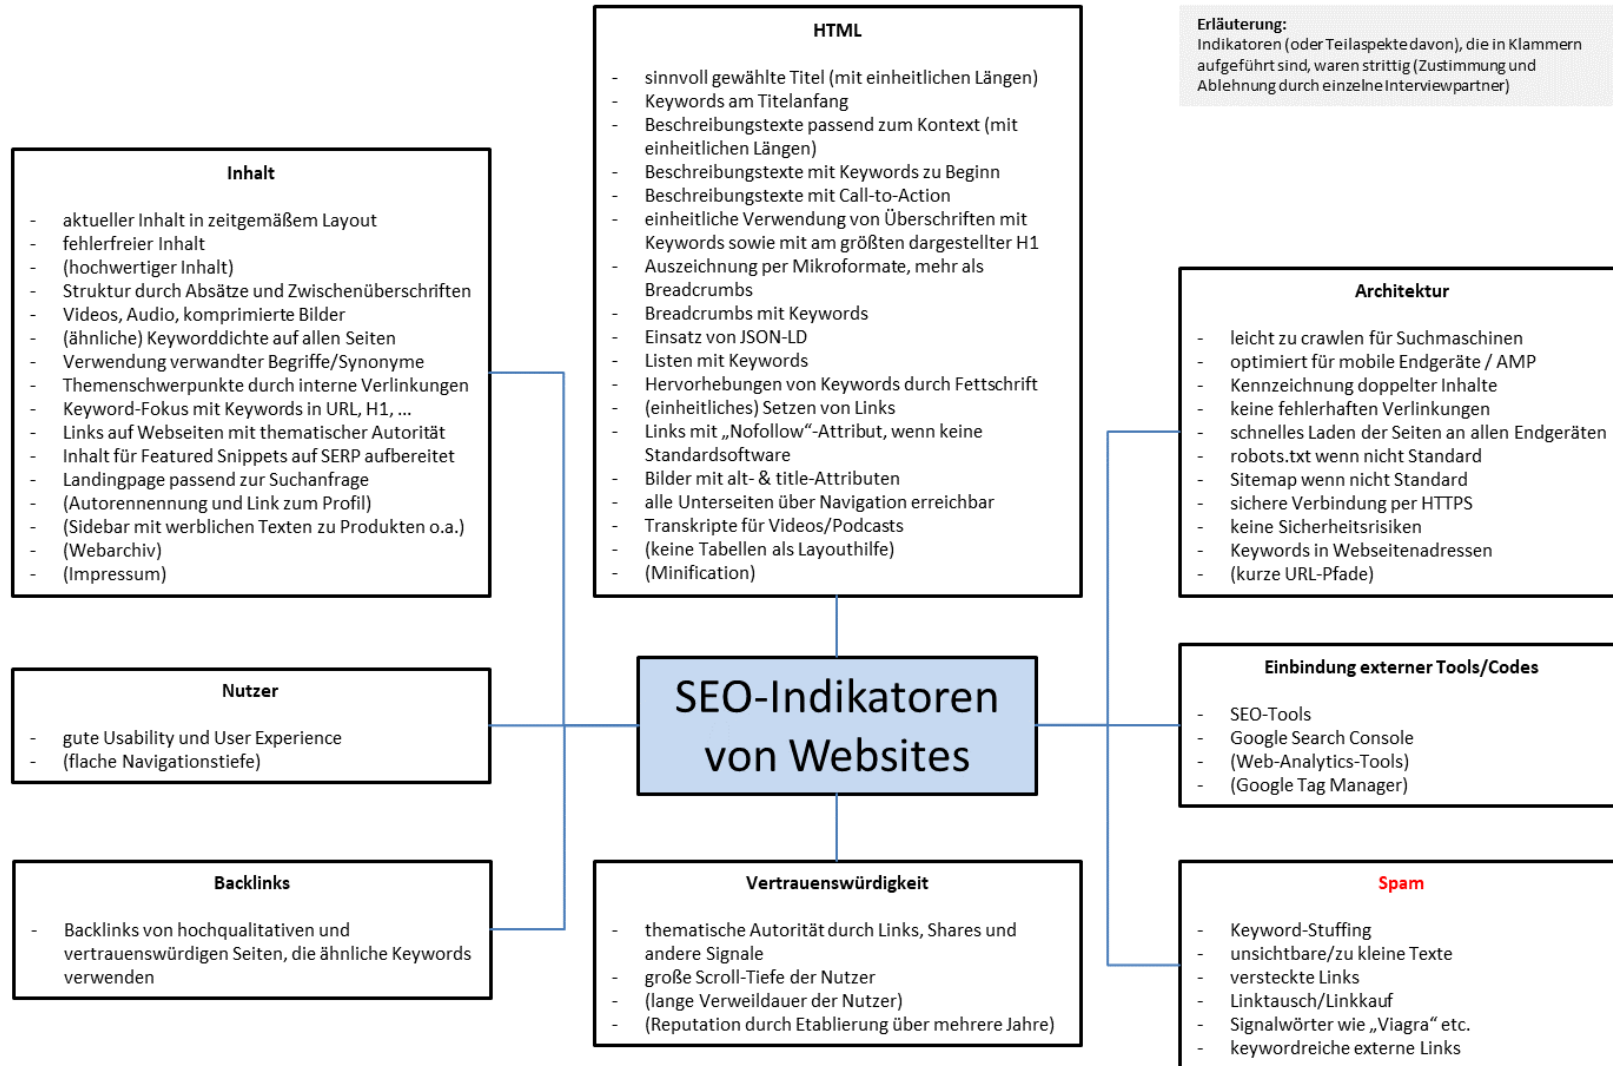 HTML
- sinnvoll gewählte Titel (mit einheitlichen Längen)
- Keywords am Titelanfang
- Beschreibungstexte passend zum Kontext (mit
einheitlichen Längen)
- Beschreibungstexte mit Keywords zu Beginn
- Beschreibungstexte mit Call-to-Action
- einheitliche Verwendung von Überschriften mit
Keywords sowie mit am größten dargestellter H1
- Auszeichnung per Mikroformate, mehr als
Breadcrumbs
- Breadcrumbs mit Keywords
- Einsatz von JSON-LD
- Listen mit Keywords
- Hervorhebungen von Keywords durch Fettschrift
- (einheitliches) Setzen von Links
- Links mit „Nofollow“-Attribut, wenn keine
Standardsoftware
- Bilder mit alt- & title-Attributen
- alle Unterseiten über Navigation erreichbar
- Transkripte für Videos/Podcasts
- (keine Tabellen als Layouthilfe)
- (Minification)
Erläuterung:
Indikatoren (oder Teilaspekte davon), die in Klammern
aufgeführt sind, waren strittig (Zustimmung und
Ablehnung durch einzelne Interviewpartner)
Inhalt
- aktueller Inhalt in zeitgemäßem Layout
- fehlerfreier Inhalt
- (hochwertiger Inhalt)
- Struktur durch Absätze und Zwischenüberschriften
- Videos, Audio, komprimierte Bilder
- (ähnliche) Keyworddichte auf allen Seiten
- Verwendung verwandter Begriffe/Synonyme
- Themenschwerpunkte durch interne Verlinkungen
- Keyword-Fokus mit Keywords in URL, H1, ...
- Links auf Webseiten mit thematischer Autorität
- Inhalt für Featured Snippets auf SERP aufbereitet
- Landingpage passend zur Suchanfrage
- (Autorennennung und Link zum Profil)
- (Sidebar mit werblichen Texten zu Produkten o.a.)
- (Webarchiv)
- (Impressum)
Architektur
- leicht zu crawlen für Suchmaschinen
- optimiert für mobile Endgeräte / AMP
- Kennzeichnung doppelter Inhalte
- keine fehlerhaften Verlinkungen
- schnelles Laden der Seiten an allen Endgeräten
- robots.txt wenn nicht Standard
- Sitemap wenn nicht Standard
- sichere Verbindung per HTTPS
- keine Sicherheitsrisiken
- Keywords in Webseitenadressen
- (kurze URL-Pfade)
Nutzer
- gute Usability und User Experience
- (flache Navigationstiefe)
SEO-Indikatoren
von Websites
Einbindung externer Tools/Codes
- SEO-Tools
- Google Search Console
- (Web-Analytics-Tools)
- (Google Tag Manager)
Backlinks
- Backlinks von hochqualitativen und
vertrauenswürdigen Seiten, die ähnliche Keywords
verwenden
Vertrauenswürdigkeit
- thematische Autorität durch Links, Shares und
andere Signale
- große Scroll-Tiefe der Nutzer
- (lange Verweildauer der Nutzer)
- (Reputation durch Etablierung über mehrere Jahre)
Spam
- Keyword-Stuffing
- unsichtbare/zu kleine Texte
- versteckte Links
- Linktausch/Linkkauf
- Signalwörter wie „Viagra“ etc.
- keywordreiche externe Links